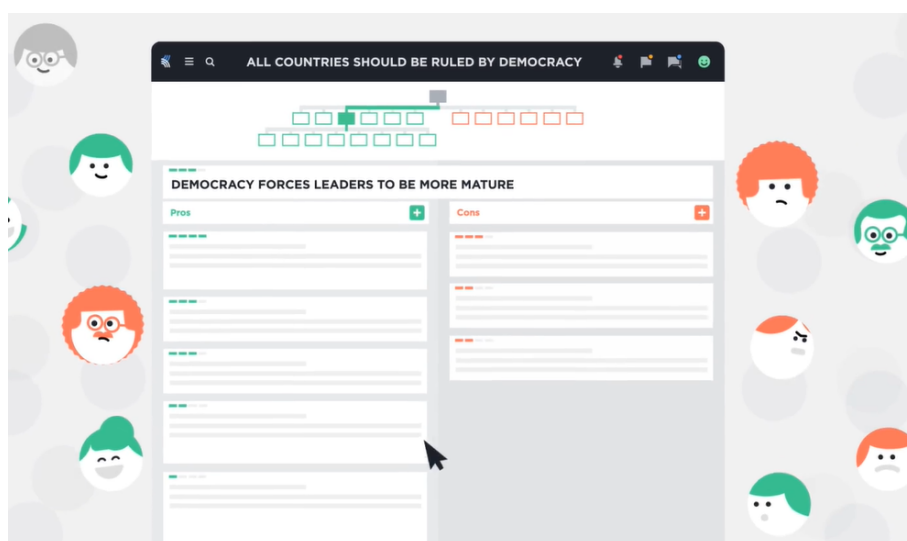 ALL COUNTRIES SHOULD BE RULED BY DEMOCRACY
DEMOCRACY FORCES LEADERS TO BE MORE MATURE
Pros
Cons